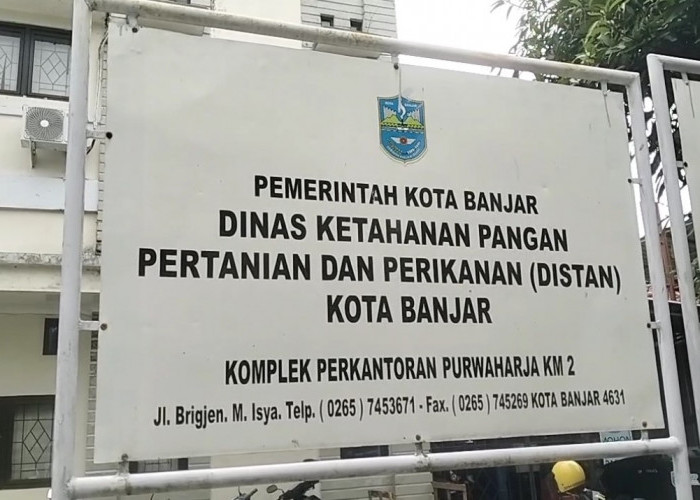 PEMERINTAH KOTA BANJAR
DINAS KETAHANAN PANGAN
PERTANIAN DAN PERIKANAN (DISTAN)
KOTA BANJAR
KOMPLEK PERKANTORAN PURWAHARJA KM 2
Jl. Brigjen. M. Isya. Telp. ( 0265 ) 7453671 - Fax. ( 0265 ) 745269 KOTA BANJAR 4631